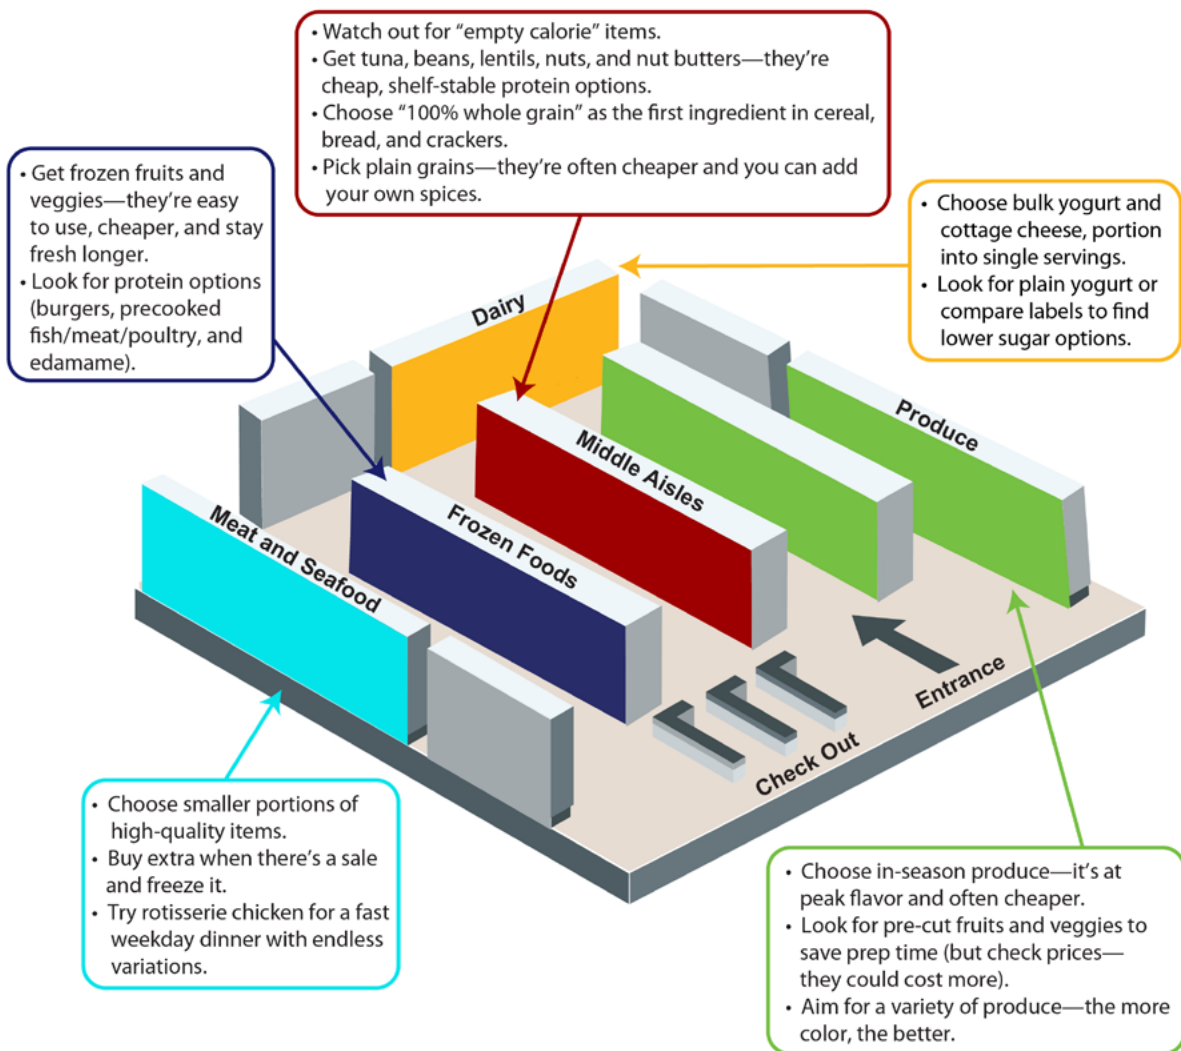 • Watch out for “empty calorie” items.
• Get tuna, beans, lentils, nuts, and nut butters—they’re
cheap, shelf-stable protein options.
• Choose “100% whole grain” as the first ingredient in cereal,
bread, and crackers.
• Pick plain grains—they’re often cheaper and you can add
your own spices.
• Get frozen fruits and
veggies—they’re easy
to use, cheaper, and stay
fresh longer.
• Look for protein options
(burgers, precooked
fish/meat/poultry, and
edamame).
• Choose bulk yogurt and
cottage cheese, portion
into single servings.
• Look for plain yogurt or
compare labels to find
lower sugar options.
Dairy
Produce
Middle Aisles
Frozen Foods
Meat and Seafood
Entrance
Check Out
• Choose smaller portions of
high-quality items.
• Buy extra when there’s a sale
and freeze it.
• Try rotisserie chicken for a fast
weekday dinner with endless
variations.
• Choose in-season produce—it’s at
peak flavor and often cheaper.
• Look for pre-cut fruits and veggies to
save prep time (but check prices—
they could cost more).
• Aim for a variety of produce—the more
color, the better.